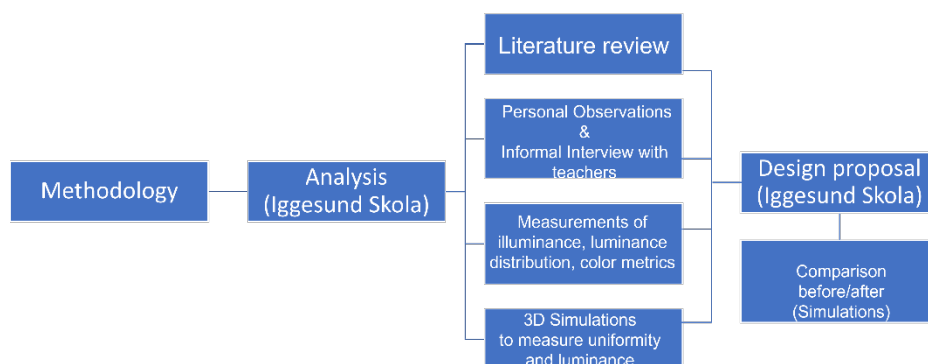 Methodology
Analysis
(Iggesund Skola)
Literature review
Personal Observations
&
Informal Interview with
teachers
Measurements of
illuminance, luminance
distribution, color metrics
3D Simulations
to measure uniformity
and luminance
Design proposal
(Iggesund Skola)
Comparison
before/after
(Simulations)